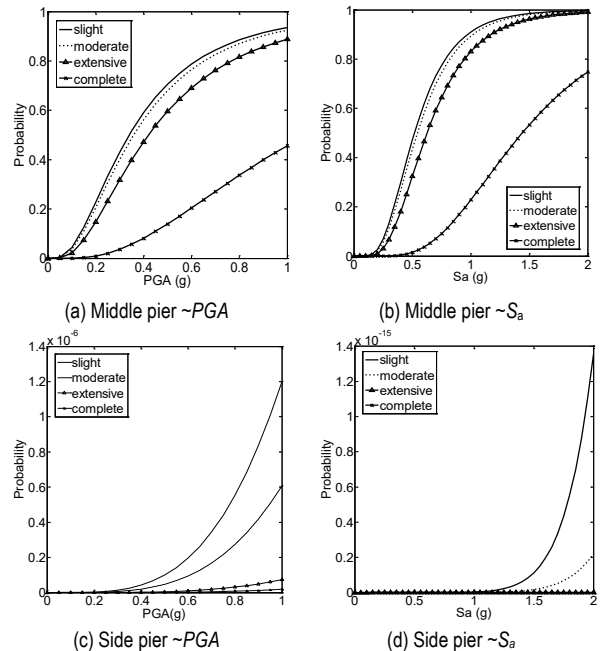 1
0.8
0.6
0.4
0.2
0
Probability
slight
moderate
extensive
complete
0 0.2 0.4 0.6 0.8 1
PGA (g)
(a) Middle pier ~PGA
1
0.8
0.6
0.4
0.2
0
Probability
slight
moderate
extensive
complete
0 0.5 1 1.5 2
Sa (g)
(b) Middle pier ~Sa
x 10-6
1.4
1.2
1
0.8
0.6
0.4
0.2
0
Probability
slight
moderate
extensive
complete
0 0.2 0.4 0.6 0.8 1
PGA(g)
(c) Side pier ~PGA
x 10-15
1.4
1.2
1
0.8
0.6
0.4
0.2
0
Probability
slight
moderate
extensive
complete
0 0.5 1 1.5 2
Sa (g)
(d) Side pier ~Sa